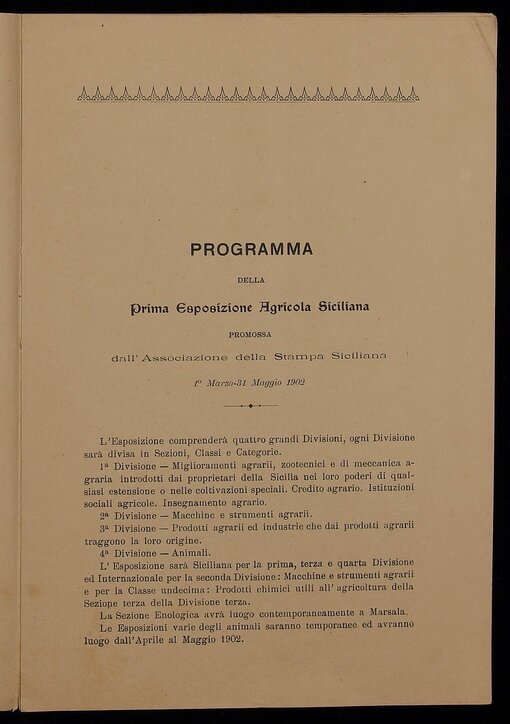 PROGRAMMA
DELLA
Prima Esposizione Agricola Siciliana
PROMOSSA
dall'Associazione della Stampa Siciliana
1º Marzo-31 Maggio 1902
L'Esposizione comprenderà quattro grandi Divisioni, ogni Divisione
sarà divisa in Sezioni, Classi e Categorie.
1ª Divisione — Miglioramenti agrarii, zootecnici e di meccanica a-
graria introdotti dai proprietari della Sicilia nei loro poderi di qual-
siasi estensione o nelle coltivazioni speciali. Credito agrario. Istituzioni
sociali agricole. Insegnamento agrario.
2ª Divisione — Macchine e strumenti agrarii.
3ª Divisione — Prodotti agrarii ed industrie che dai prodotti agrarii
traggono la loro origine.
4ª Divisione — Animali.
L'Esposizione sarà Siciliana per la prima, terza e quarta Divisione
ed Internazionale per la seconda Divisione: Macchine e strumenti agrarii
e per la Classe undecima: Prodotti chimici utili all'agricoltura della
Sezione terza della Divisione terza.
La Sezione Enologica avrà luogo contemporaneamente a Marsala.
Le Esposizioni varie degli animali saranno temporanee ed avranno
luogo dall'Aprile al Maggio 1902.